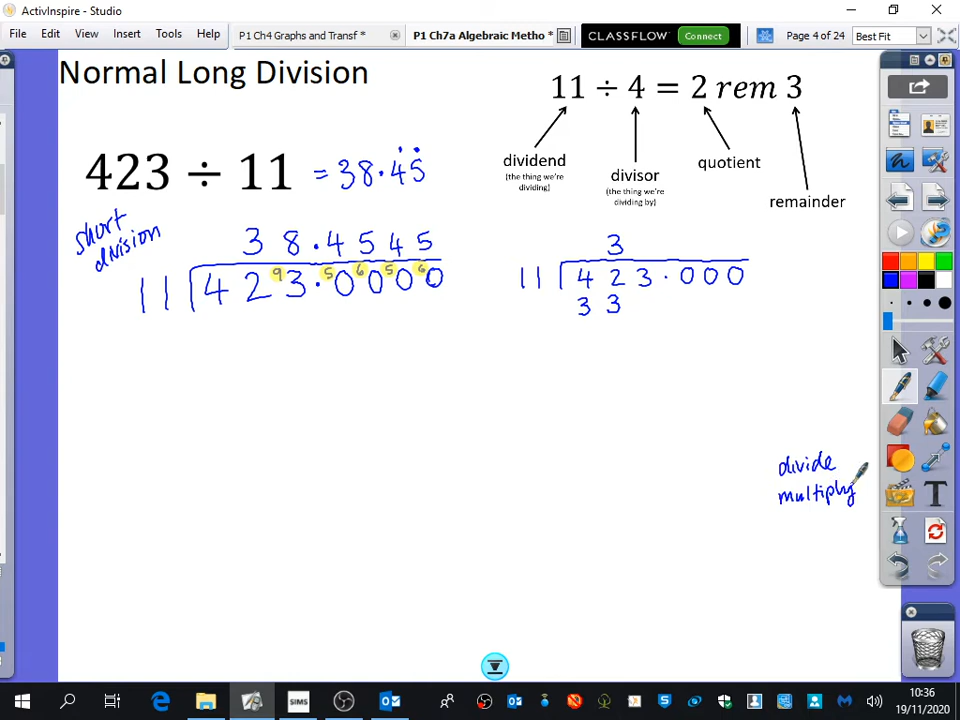 ActivInspire - Studio
File Edit View Insert Tools Help
P1 Ch4 Graphs and Transf *
P1 Ch7a Algebraic Metho *
CLASSFLOW Connect
Page 4 of 24
Best Fit
Normal Long Division
11 ÷ 4 = 2 rem 3
dividend
(the thing we're
dividing)
divisor
(the thing we're
dividing by)
quotient
remainder
423 ÷ 11 = 38.4̇5̇
short
division
3 8 . 4 5 4 5
11 4 2 9 3 . 5 0 6 0 5 0 6 0
3
11 4 2 3 . 0 0 0
3 3
divide
multiply
10:36
19/11/2020